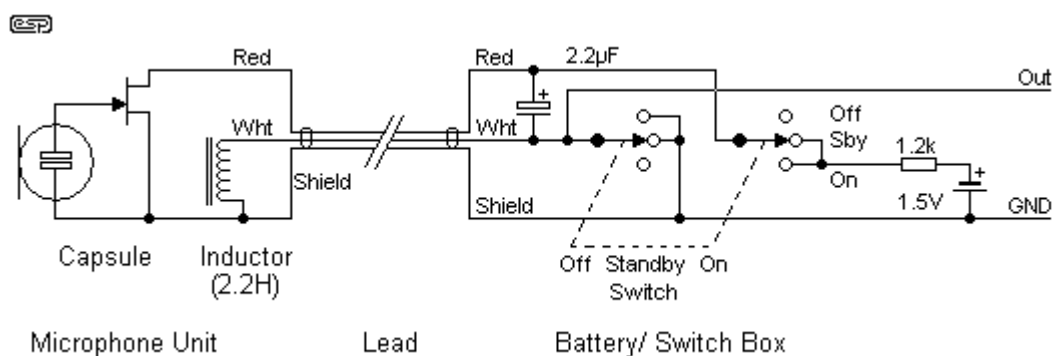 esp
Red
Red
2.2µF
Out
+
Wht
Wht
Off
Sby
1.2k
+
Shield
On
1.5V
Shield
GND
Capsule
Inductor
(2.2H)
Off Standby On
Switch
Microphone Unit
Lead
Battery/ Switch Box